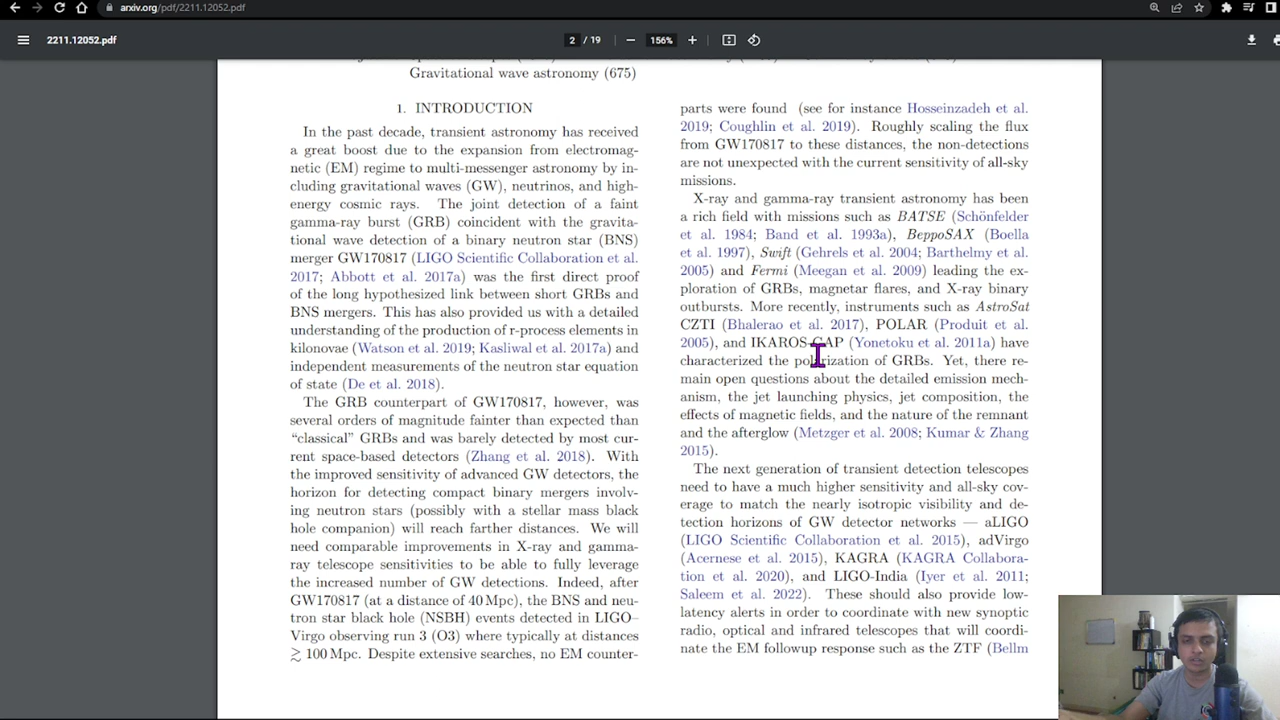 arxiv.org/pdf/2211.12052.pdf
2211.12052.pdf
2 / 19
156%
Gravitational wave astronomy (675)
1. INTRODUCTION
In the past decade, transient astronomy has received
a great boost due to the expansion from electromag-
netic (EM) regime to multi-messenger astronomy by in-
cluding gravitational waves (GW), neutrinos, and high-
energy cosmic rays. The joint detection of a faint
gamma-ray burst (GRB) coincident with the gravita-
tional wave detection of a binary neutron star (BNS)
merger GW170817 (LIGO Scientific Collaboration et al.
2017; Abbott et al. 2017a) was the first direct proof
of the long hypothesized link between short GRBs and
BNS mergers. This has also provided us with a detailed
understanding of the production of r-process elements in
kilonovae (Watson et al. 2019; Kasliwal et al. 2017a) and
independent measurements of the neutron star equation
of state (De et al. 2018).
The GRB counterpart of GW170817, however, was
several orders of magnitude fainter than expected than
“classical” GRBs and was barely detected by most cur-
rent space-based detectors (Zhang et al. 2018). With
the improved sensitivity of advanced GW detectors, the
horizon for detecting compact binary mergers involv-
ing neutron stars (possibly with a stellar mass black
hole companion) will reach farther distances. We will
need comparable improvements in X-ray and gamma-
ray telescope sensitivities to be able to fully leverage
the increased number of GW detections. Indeed, after
GW170817 (at a distance of 40 Mpc), the BNS and neu-
tron star black hole (NSBH) events detected in LIGO–
Virgo observing run 3 (O3) where typically at distances
≳ 100 Mpc. Despite extensive searches, no EM counter-
parts were found (see for instance Hosseinzadeh et al.
2019; Coughlin et al. 2019). Roughly scaling the flux
from GW170817 to these distances, the non-detections
are not unexpected with the current sensitivity of all-sky
missions.
X-ray and gamma-ray transient astronomy has been
a rich field with missions such as BATSE (Schönfelder
et al. 1984; Band et al. 1993a), BeppoSAX (Boella
et al. 1997), Swift (Gehrels et al. 2004; Barthelmy et al.
2005) and Fermi (Meegan et al. 2009) leading the ex-
ploration of GRBs, magnetar flares, and X-ray binary
outbursts. More recently, instruments such as AstroSat
CZTI (Bhalerao et al. 2017), POLAR (Produit et al.
2005), and IKAROS-GAP (Yonetoku et al. 2011a) have
characterized the polarization of GRBs. Yet, there re-
main open questions about the detailed emission mech-
anism, the jet launching physics, jet composition, the
effects of magnetic fields, and the nature of the remnant
and the afterglow (Metzger et al. 2008; Kumar & Zhang
2015).
The next generation of transient detection telescopes
need to have a much higher sensitivity and all-sky cov-
erage to match the nearly isotropic visibility and de-
tection horizons of GW detector networks — aLIGO
(LIGO Scientific Collaboration et al. 2015), adVirgo
(Acernese et al. 2015), KAGRA (KAGRA Collabora-
tion et al. 2020), and LIGO-India (Iyer et al. 2011;
Saleem et al. 2022). These should also provide low-
latency alerts in order to coordinate with new synoptic
radio, optical and infrared telescopes that will coordi-
nate the EM followup response such as the ZTF (Bellm